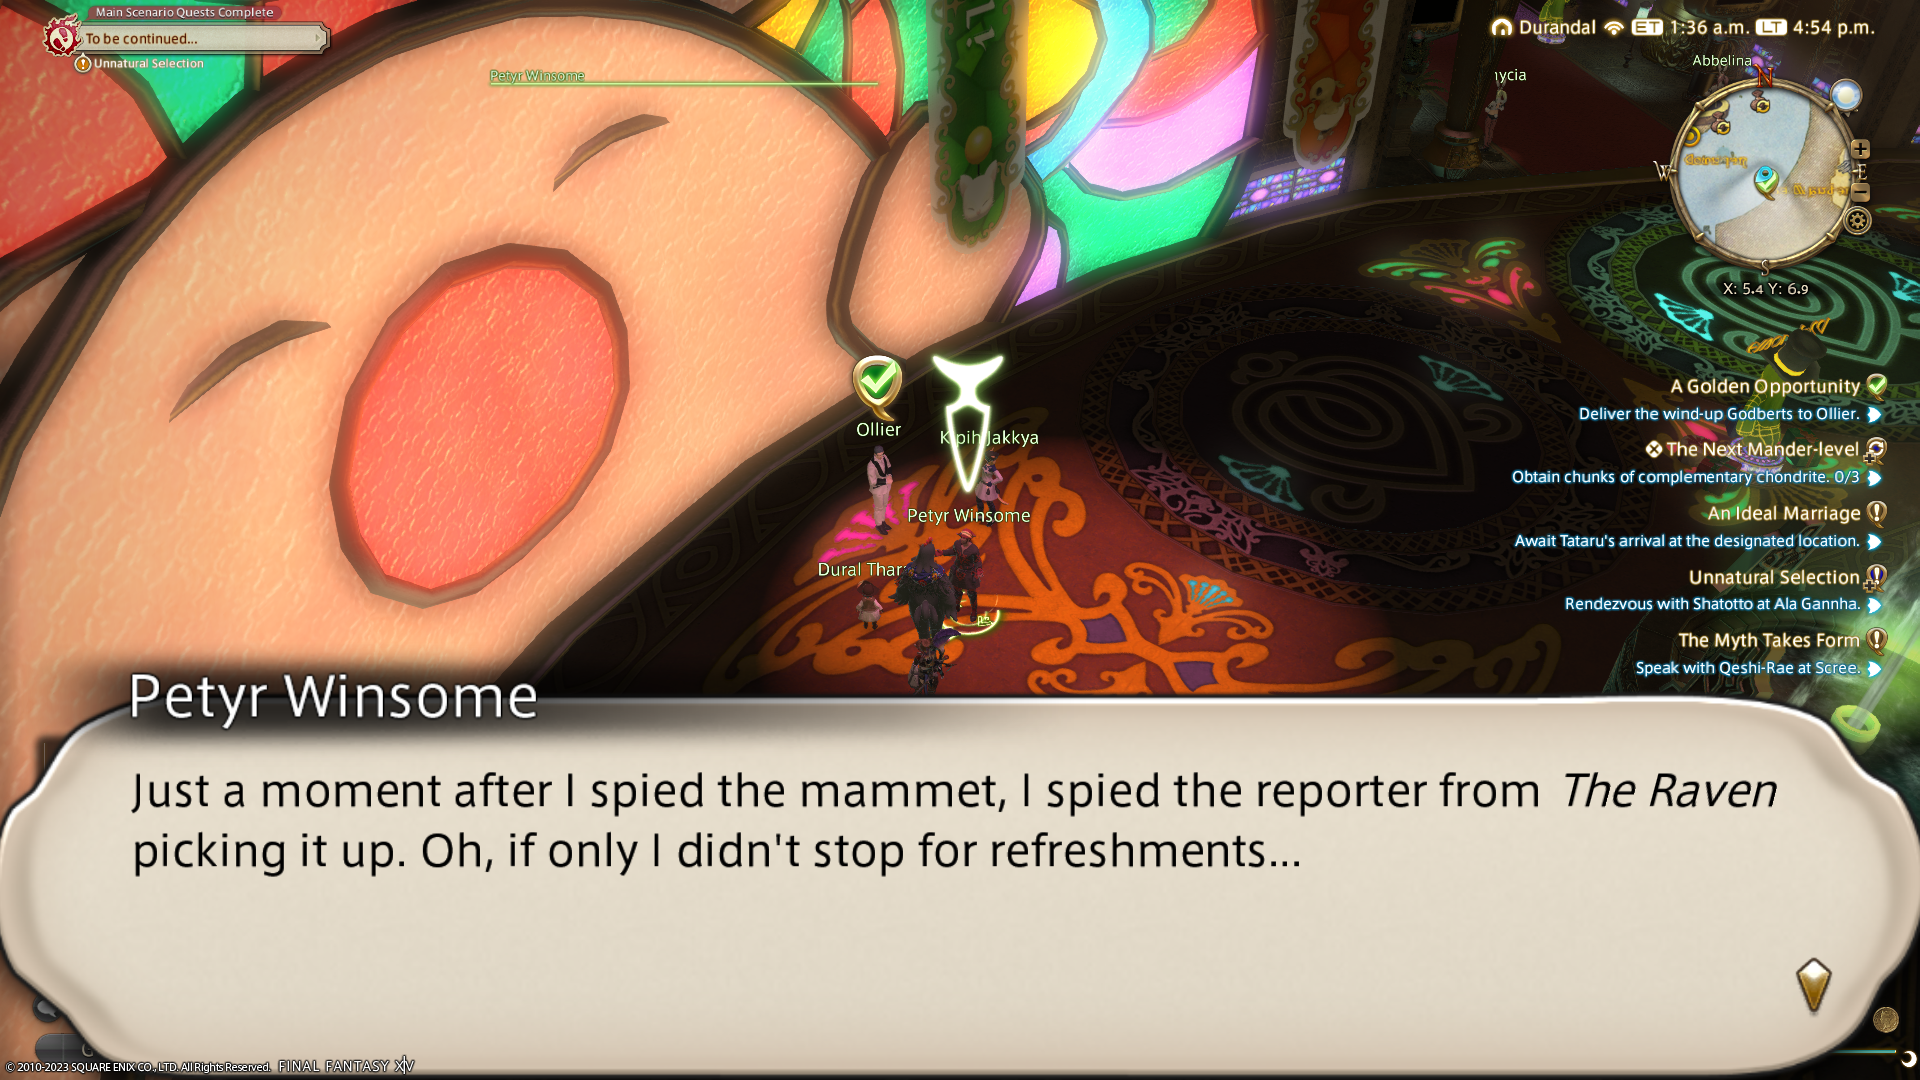 Main Scenario Quests Complete
To be continued...
Unnatural Selection
Petyr Winsome
Durandal ET 1:36 a.m. LT 4:54 p.m.
Abbelina
N
W
E
S
X: 5.4 Y: 6.9
A Golden Opportunity
Deliver the wind-up Godberts to Ollier.
The Next Mander-level
Obtain chunks of complementary chondrite. 0/3
An Ideal Marriage
Await Tataru's arrival at the designated location.
Unnatural Selection
Rendezvous with Shatotto at Ala Gannha.
The Myth Takes Form
Speak with Qeshi-Rae at Scree.
Ollier
Kipih Jakkya
Petyr Winsome
Dural
Petyr Winsome
Just a moment after I spied the mammet, I spied the reporter from The Raven
picking it up. Oh, if only I didn't stop for refreshments...
© 2010-2023 SQUARE ENIX CO., LTD. All Rights Reserved. FINAL FANTASY XIV